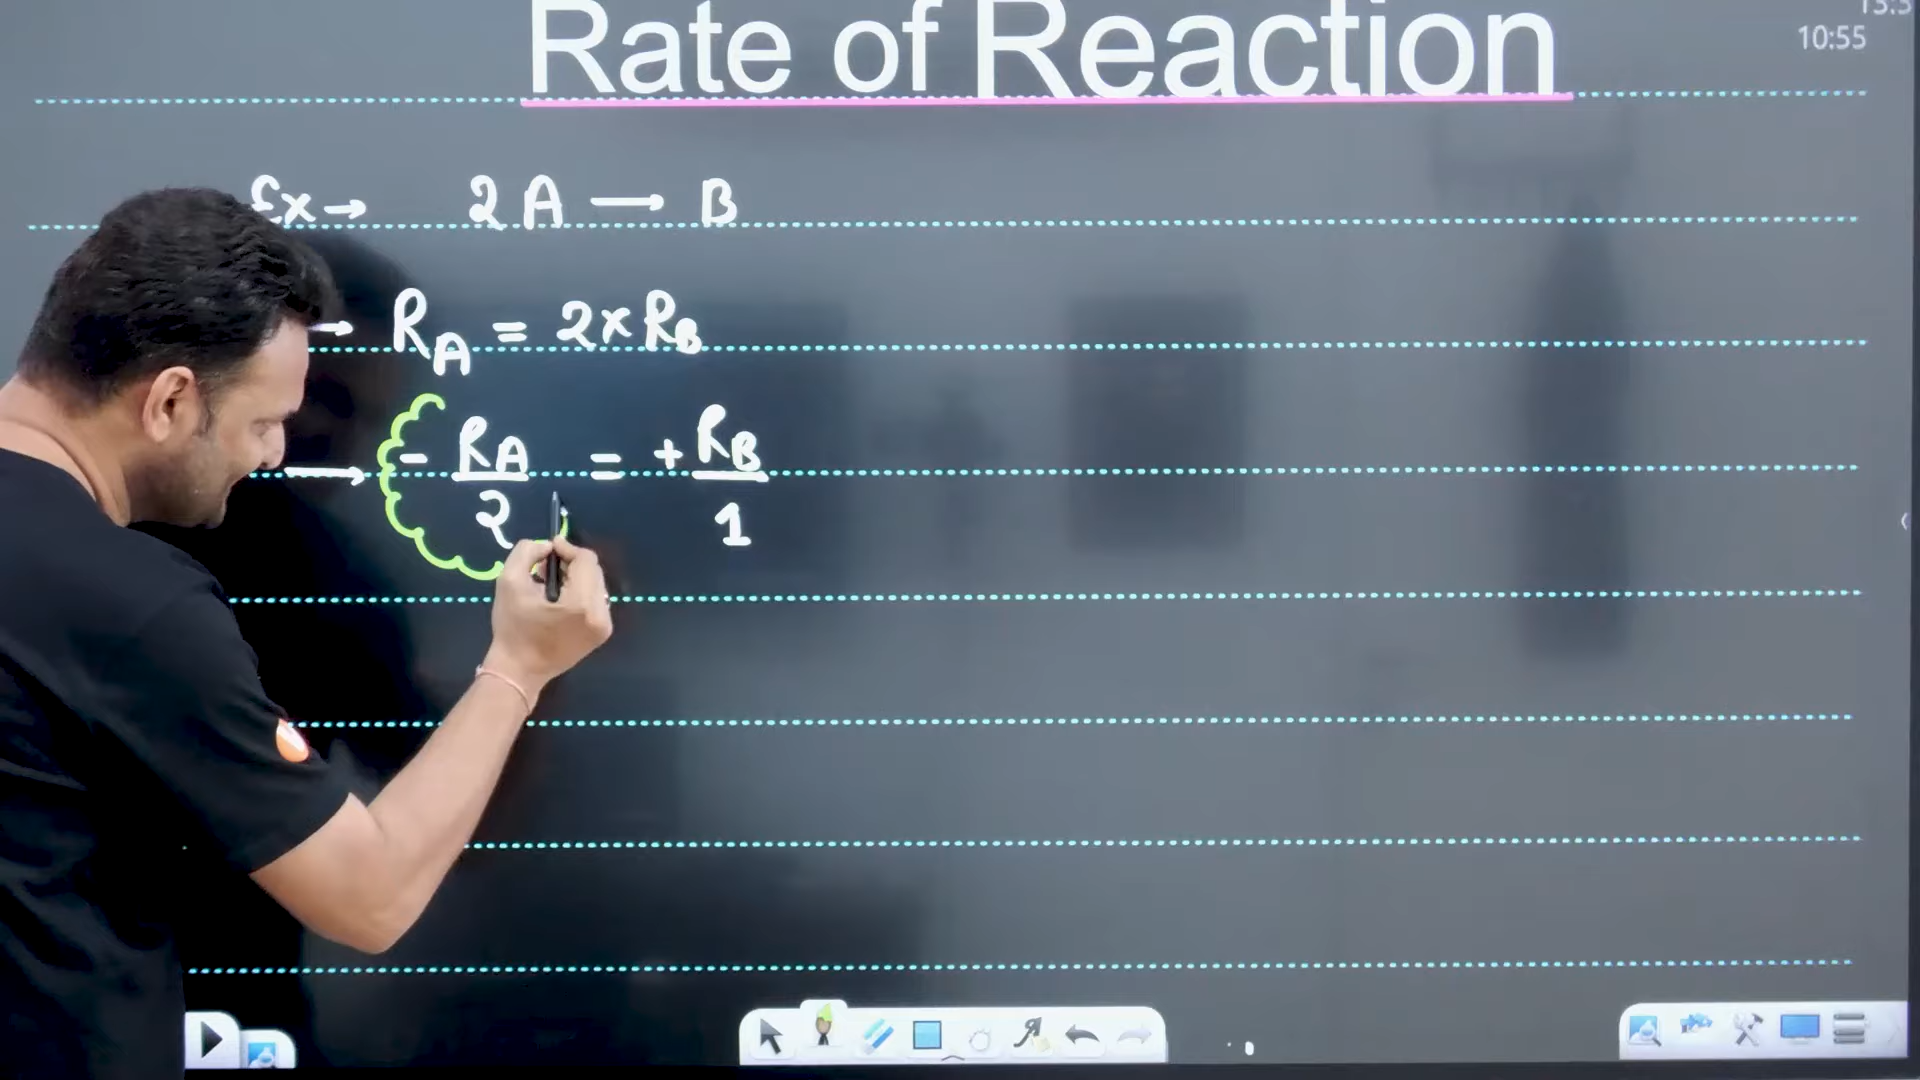 Rate of Reaction
10:55
Ex → 2A → B
→ R_A = 2 × R_B
→ - R_A/2 = + R_B/1